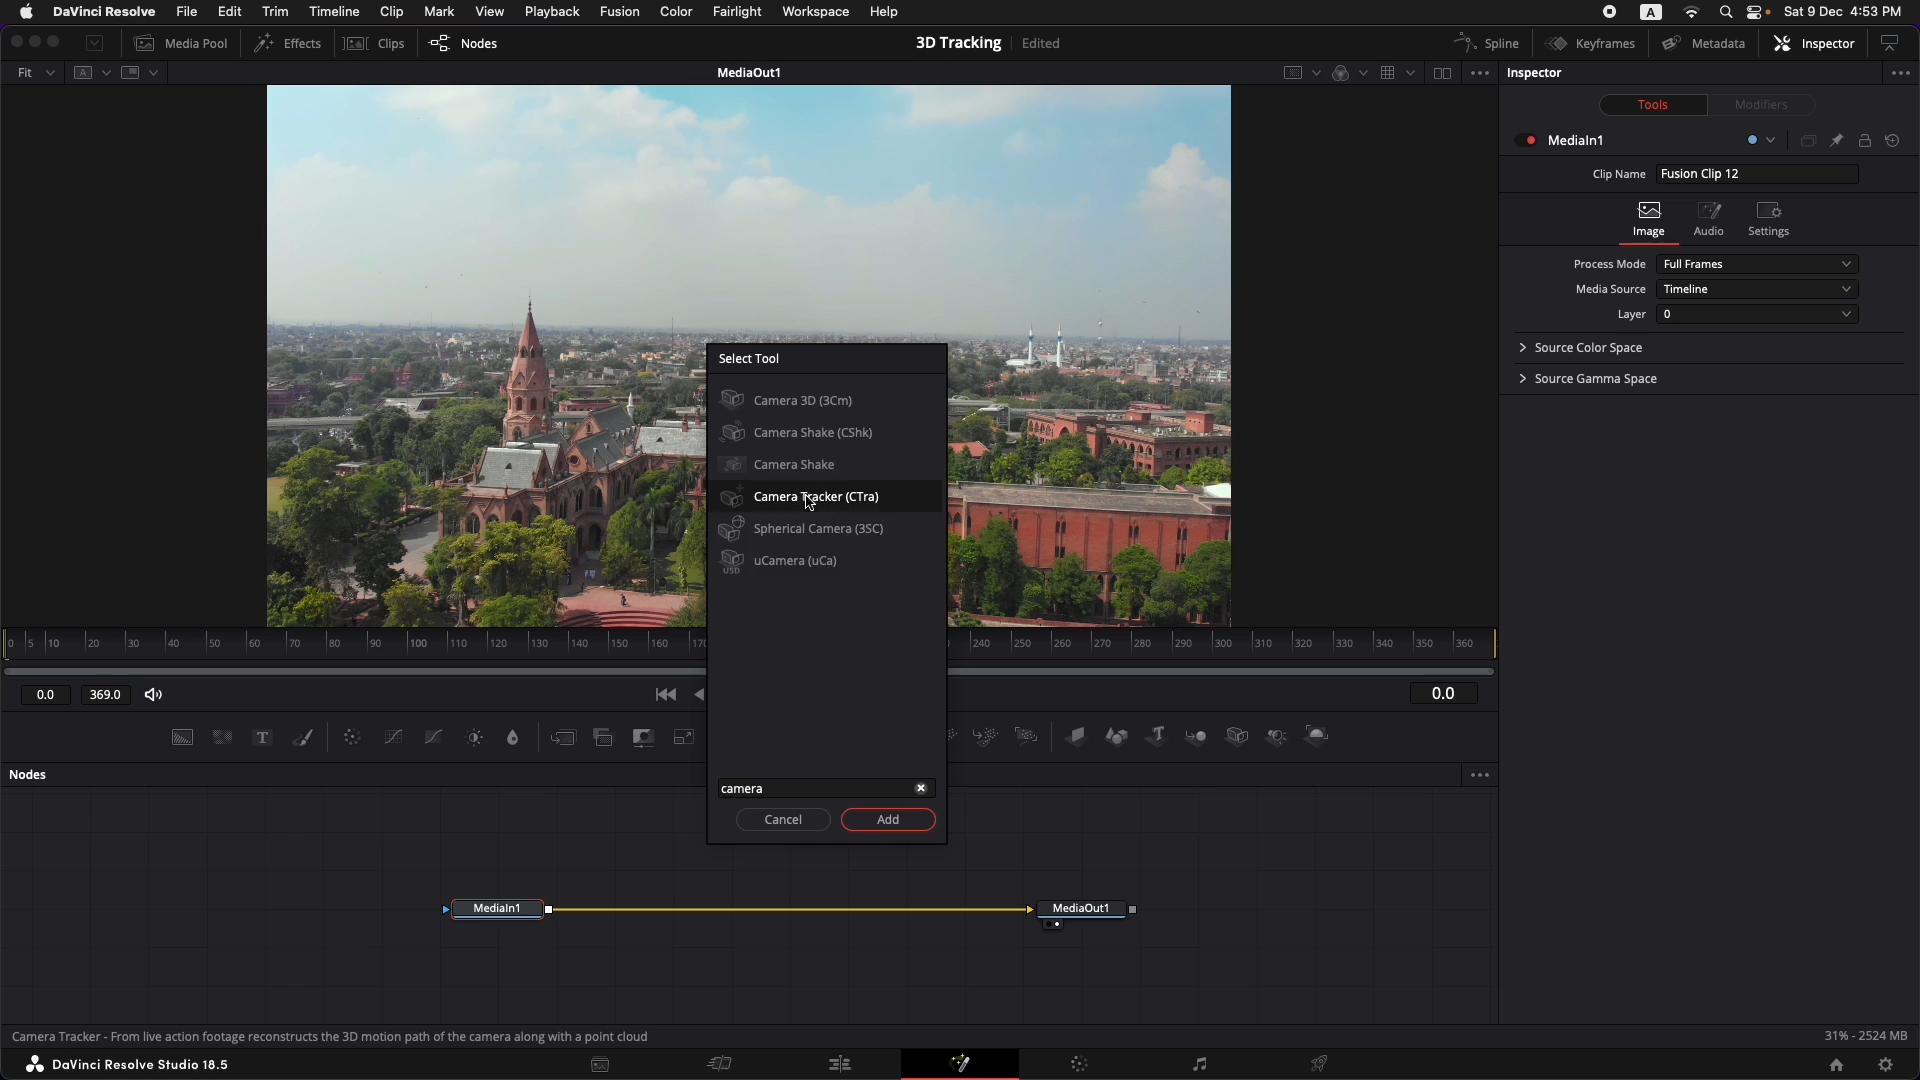 DaVinci Resolve File Edit Trim Timeline Clip Mark View Playback Fusion Color Fairlight Workspace Help A Sat 9 Dec 4:53 PM
Media Pool Effects Clips Nodes 3D Tracking Edited Spline Keyframes Metadata Inspector
Fit A MediaOut1 Inspector
Tools Modifiers
MediaIn1
Clip Name Fusion Clip 12
Image Audio Settings
Process Mode Full Frames
Media Source Timeline
Layer 0
Source Color Space
Source Gamma Space
Select Tool
Camera 3D (3Cm)
Camera Shake (CShk)
Camera Shake
Camera Tracker (CTra)
Spherical Camera (3SC)
USD uCamera (uCa)
camera
Cancel Add
0 5 10 20 30 40 50 60 70 80 90 100 110 120 130 140 150 160 240 250 260 270 280 290 300 310 320 330 340 350 360
0.0 369.0 0.0
T T
Nodes
MediaIn1 MediaOut1
Camera Tracker - From live action footage reconstructs the 3D motion path of the camera along with a point cloud 31% - 2524 MB
DaVinci Resolve Studio 18.5